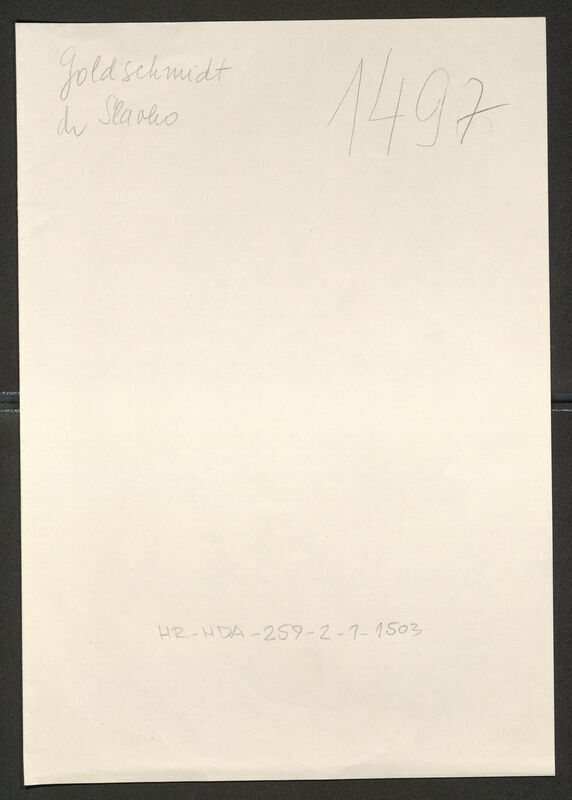 Goldschmidt
dr Slavko
1497
HR-HDA-259-2-1-1503